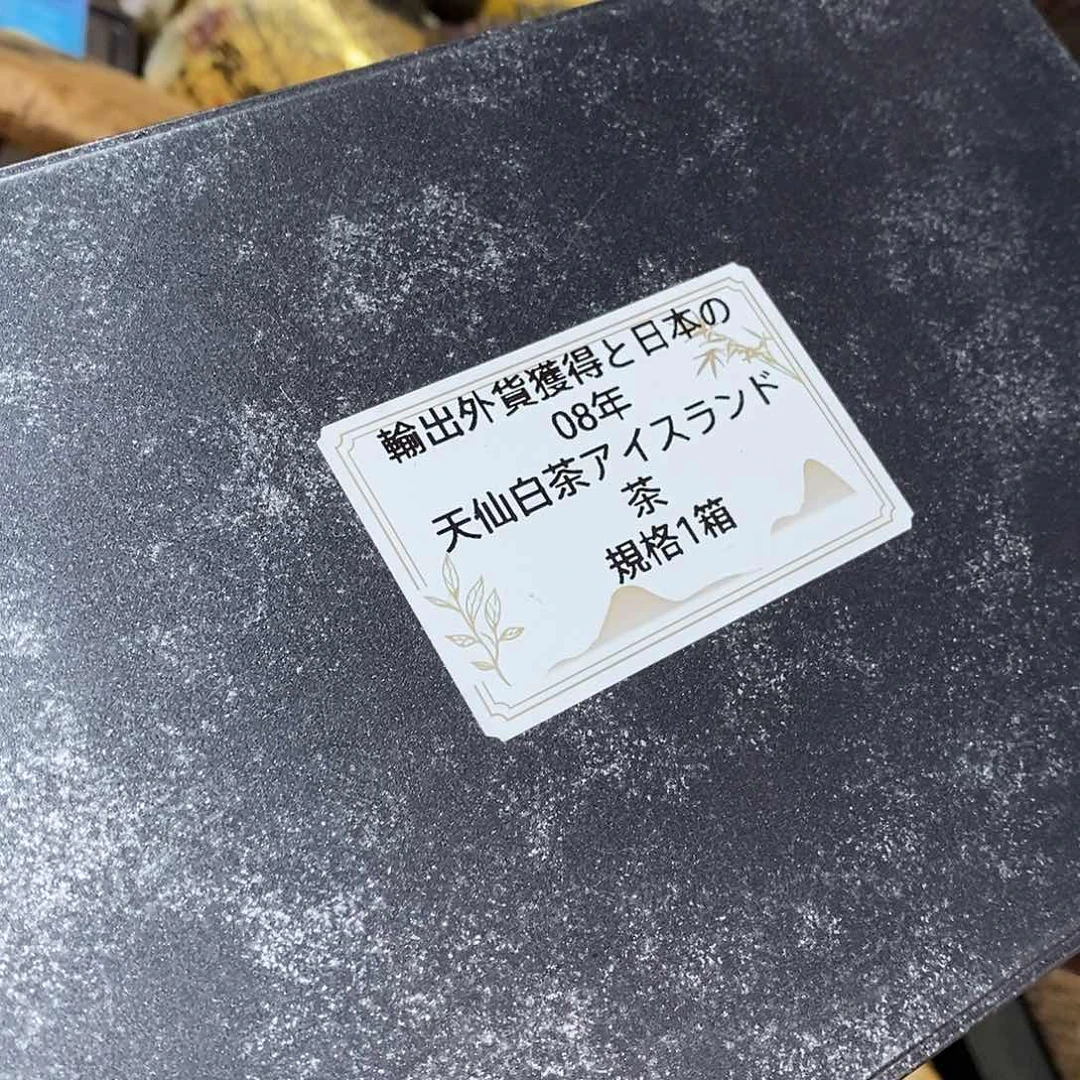 輸出外貨獲得と日本の
08年
天仙白茶アイスランド
茶
規格1箱